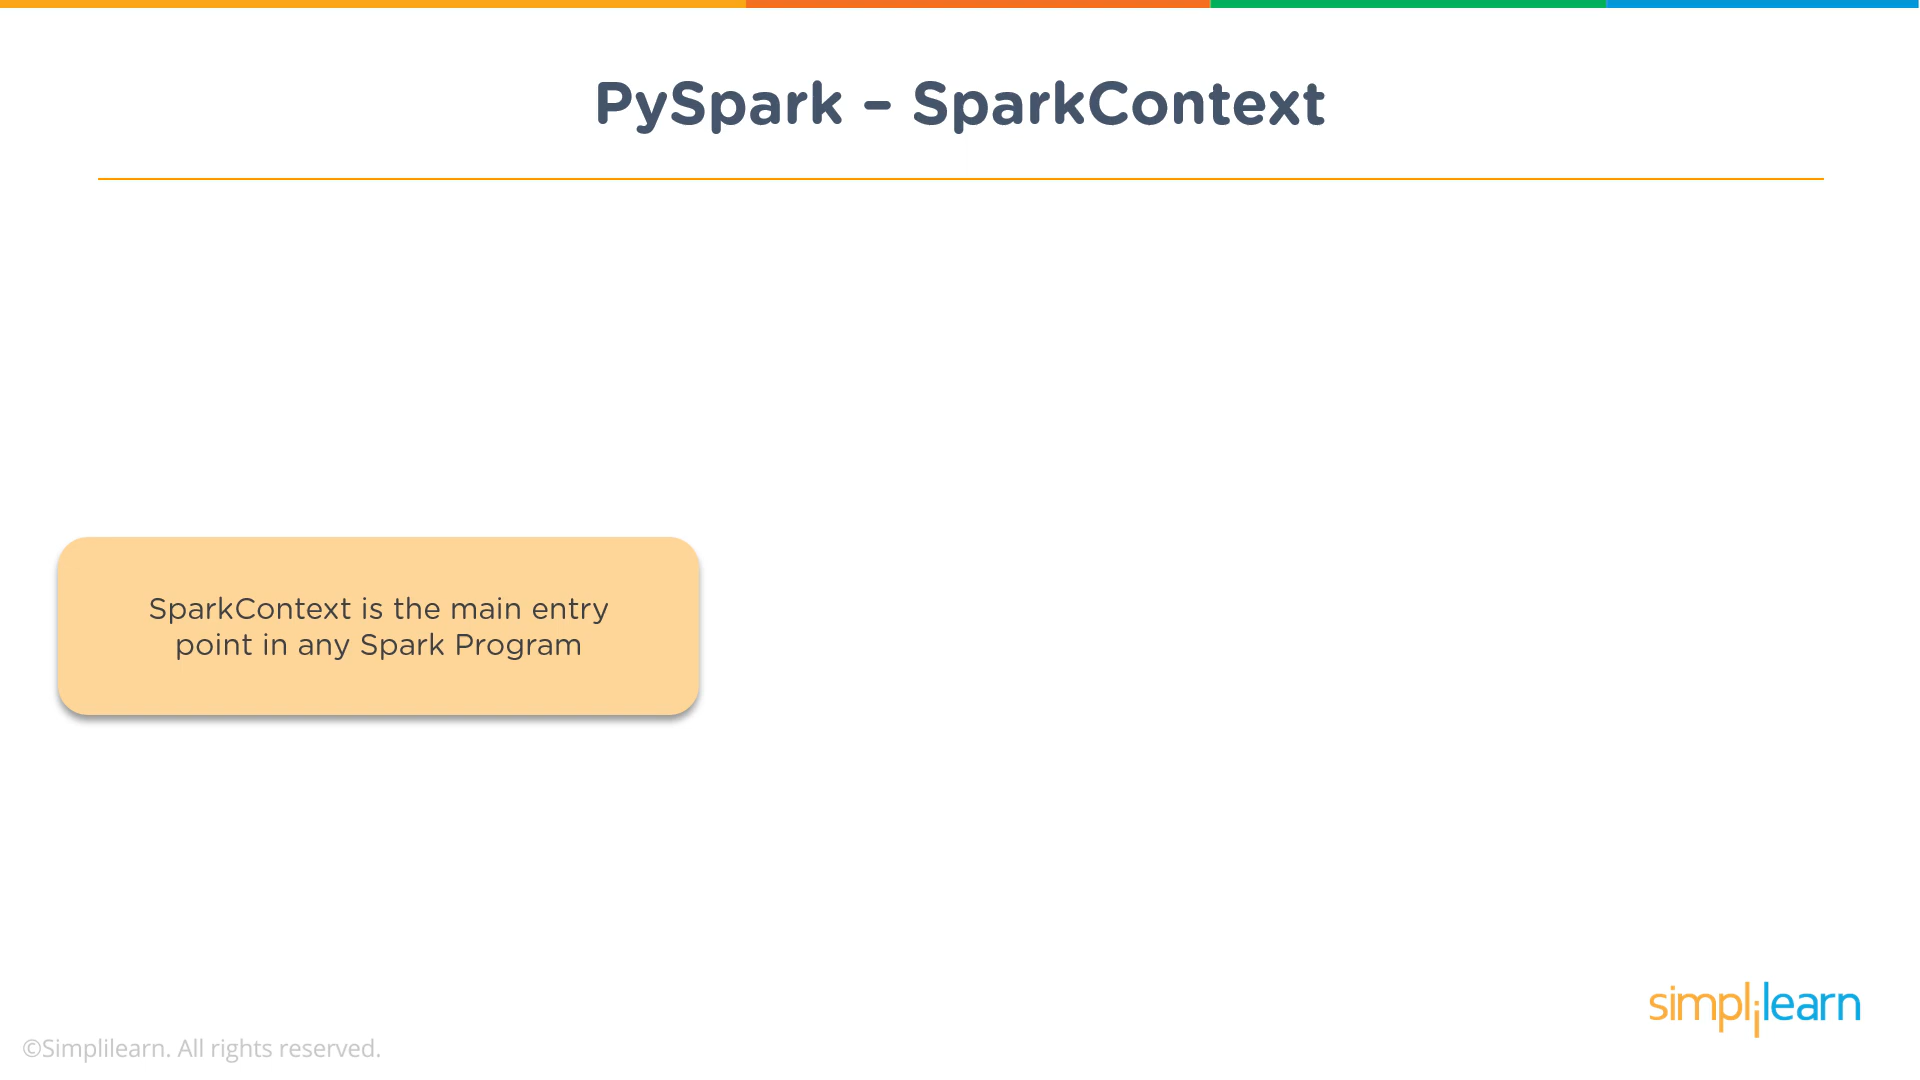 PySpark – SparkContext
SparkContext is the main entry
point in any Spark Program
simplilearn
©Simplilearn. All rights reserved.